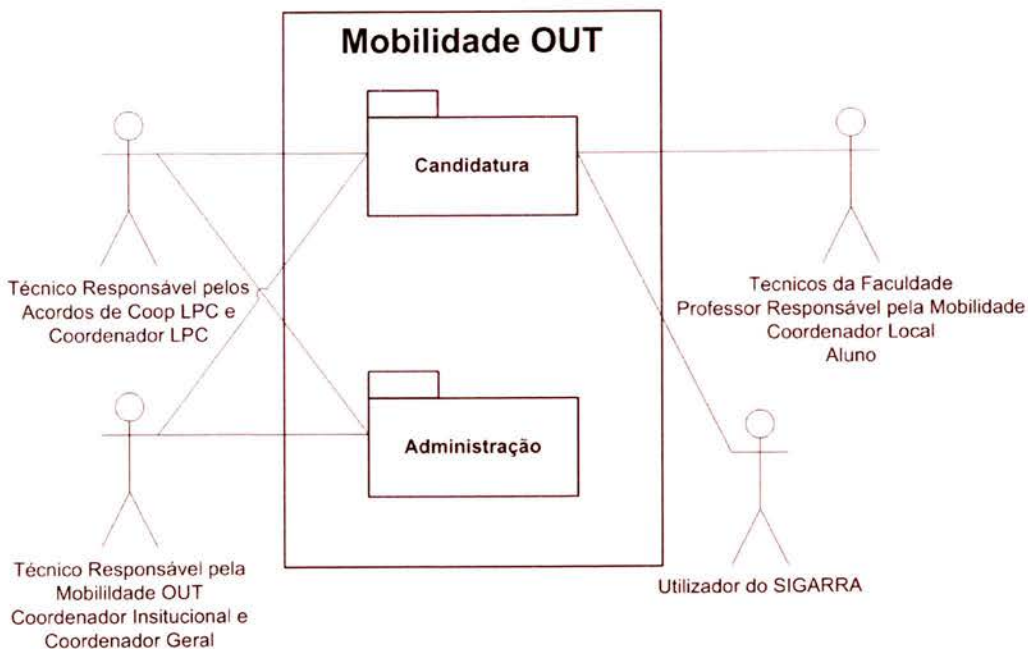 Mobilidade OUT
Candidatura
Técnico Responsável pelos
Acordos de Coop LPC e
Coordenador LPC
Tecnicos da Faculdade
Professor Responsável pela Mobilidade
Coordenador Local
Aluno
Administração
Técnico Responsável pela
Mobilildade OUT
Coordenador Insitucional e
Coordenador Geral
Utilizador do SIGARRA